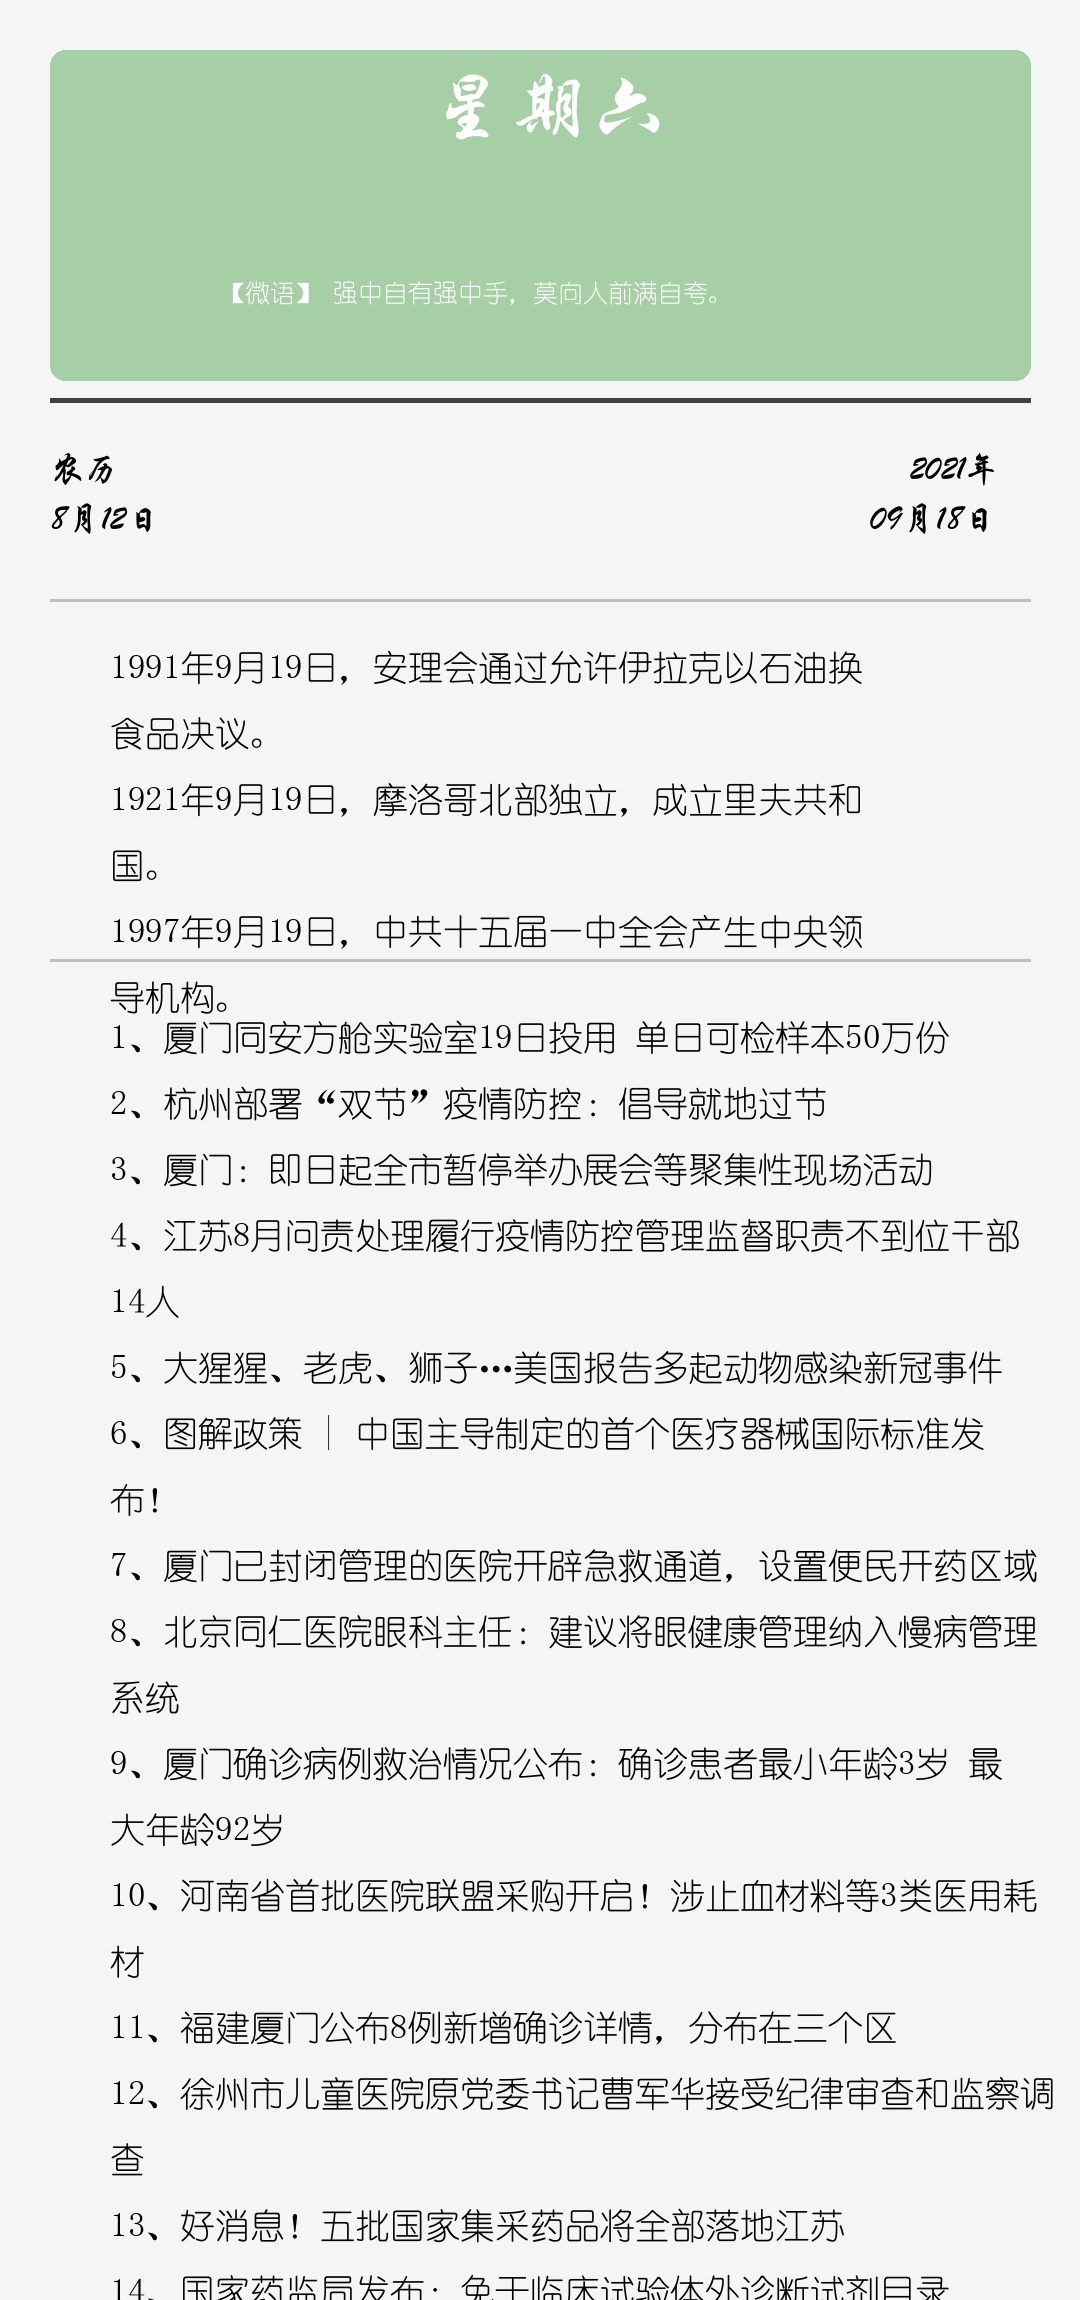 星期六
【微语】 强中自有强中手，莫向人前满自夸。
农历
8月12日
2021年
09月18日
1991年9月19日，安理会通过允许伊拉克以石油换
食品决议。
1921年9月19日，摩洛哥北部独立，成立里夫共和
国。
1997年9月19日，中共十五届一中全会产生中央领
导机构。
1、厦门同安方舱实验室19日投用 单日可检样本50万份
2、杭州部署“双节”疫情防控：倡导就地过节
3、厦门：即日起全市暂停举办展会等聚集性现场活动
4、江苏8月问责处理履行疫情防控管理监督职责不到位干部
14人
5、大猩猩、老虎、狮子…美国报告多起动物感染新冠事件
6、图解政策 | 中国主导制定的首个医疗器械国际标准发
布！
7、厦门已封闭管理的医院开辟急救通道，设置便民开药区域
8、北京同仁医院眼科主任：建议将眼健康管理纳入慢病管理
系统
9、厦门确诊病例救治情况公布：确诊患者最小年龄3岁 最
大年龄92岁
10、河南省首批医院联盟采购开启！涉止血材料等3类医用耗
材
11、福建厦门公布8例新增确诊详情，分布在三个区
12、徐州市儿童医院原党委书记曹军华接受纪律审查和监察调
查
13、好消息！五批国家集采药品将全部落地江苏
14、国家药监局发布：免于临床试验体外诊断试剂目录